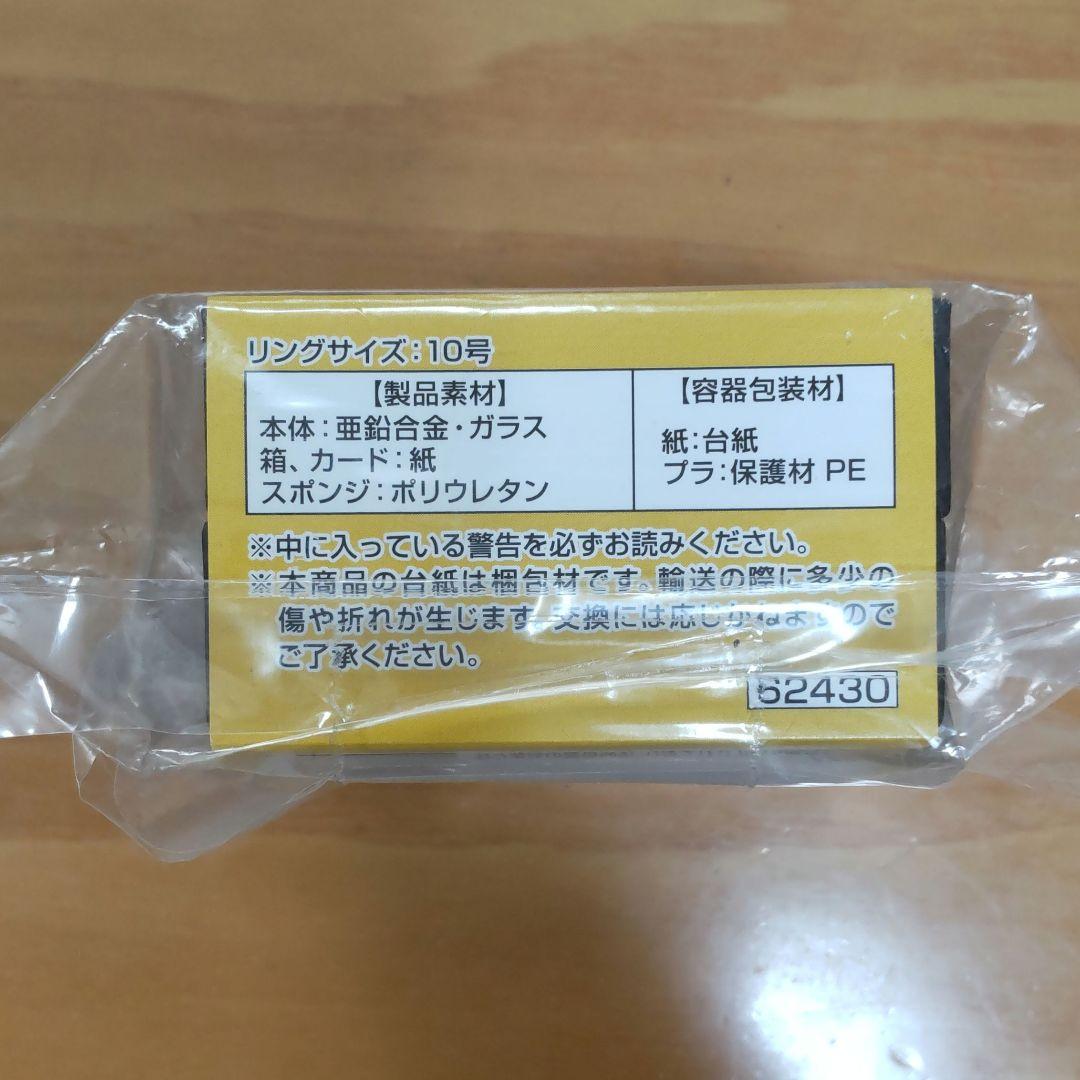 リングサイズ：10号
【製品素材】
本体：亜鉛合金・ガラス
箱、カード：紙
スポンジ：ポリウレタン
【容器包装材】
紙：台紙
プラ：保護材 PE
※中に入っている警告を必ずお読みください。
※本商品の台紙は梱包材です。輸送の際に多少の
傷や折れが生じます。交換には応じかねますので
ご了承ください。
52430